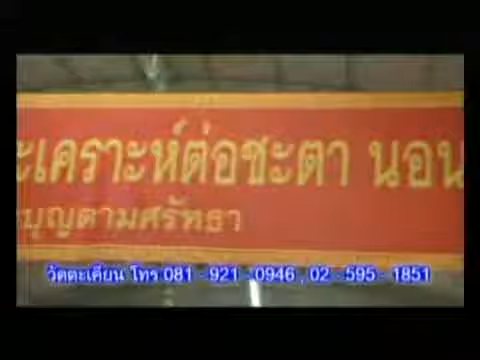 ะเคราะห์ต่อชะตา นอน
ะบุญตามศรัทธา
วัดตะเคียน โทร 081 - 921 - 0946 , 02 - 595 - 1851